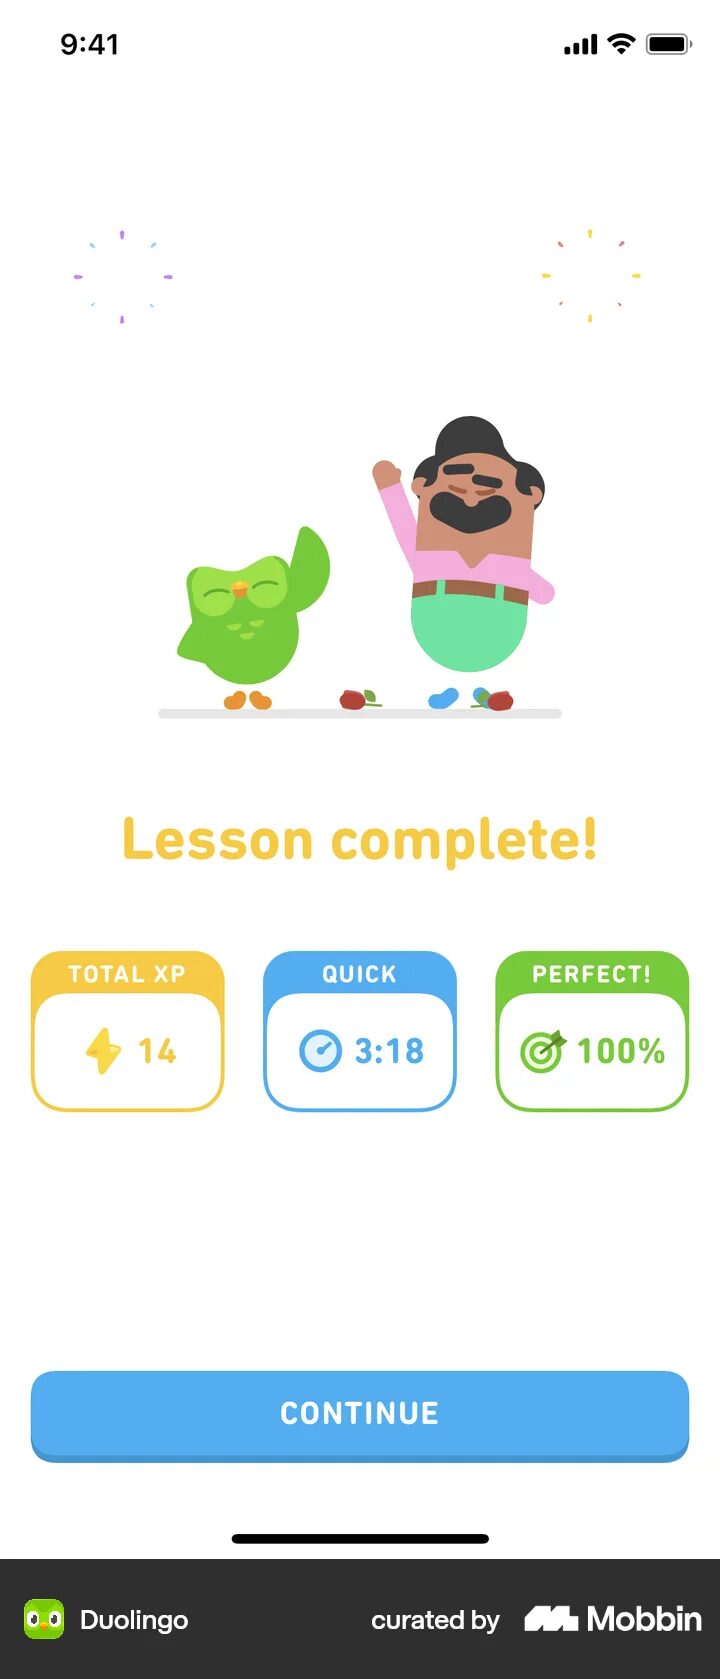 9:41
Lesson complete!
TOTAL XP
14
QUICK
3:18
PERFECT!
100%
CONTINUE
Duolingo
curated by Mobbin